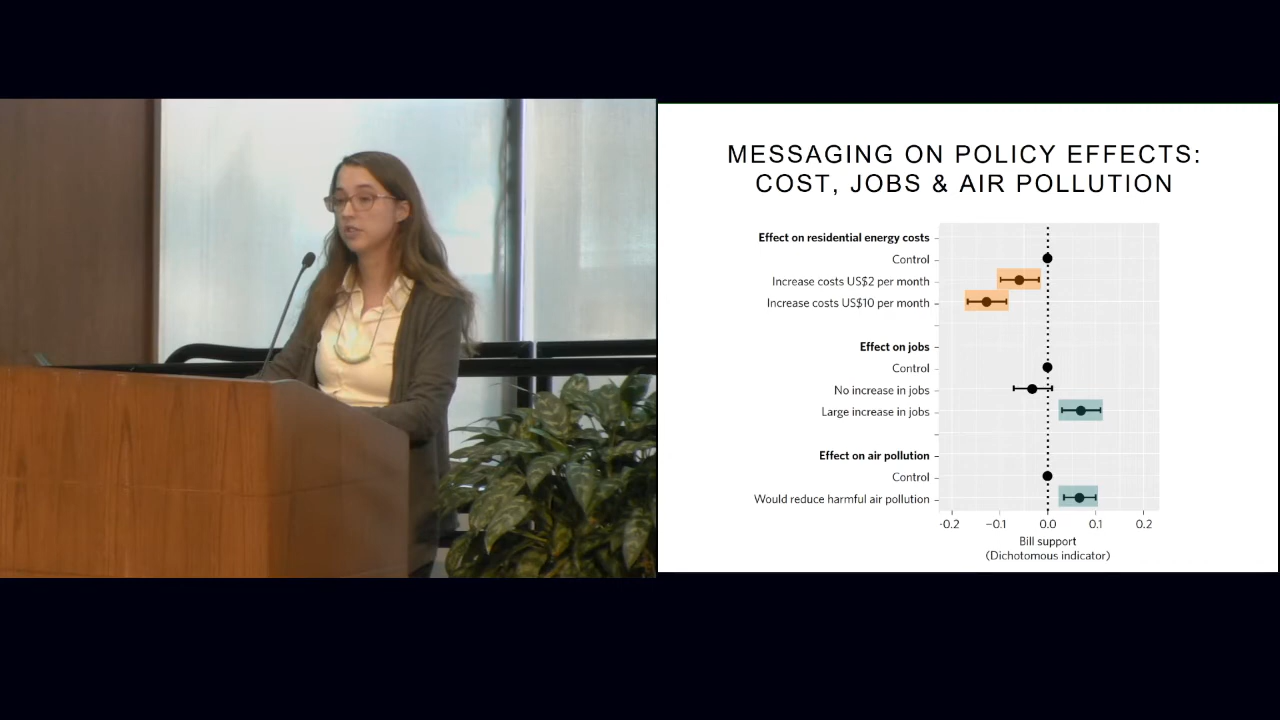 MESSAGING ON POLICY EFFECTS:
COST, JOBS & AIR POLLUTION
Effect on residential energy costs
Control
Increase costs US$2 per month
Increase costs US$10 per month
Effect on jobs
Control
No increase in jobs
Large increase in jobs
Effect on air pollution
Control
Would reduce harmful air pollution
-0.2 −0.1 0.0 0.1 0.2
Bill support
(Dichotomous indicator)